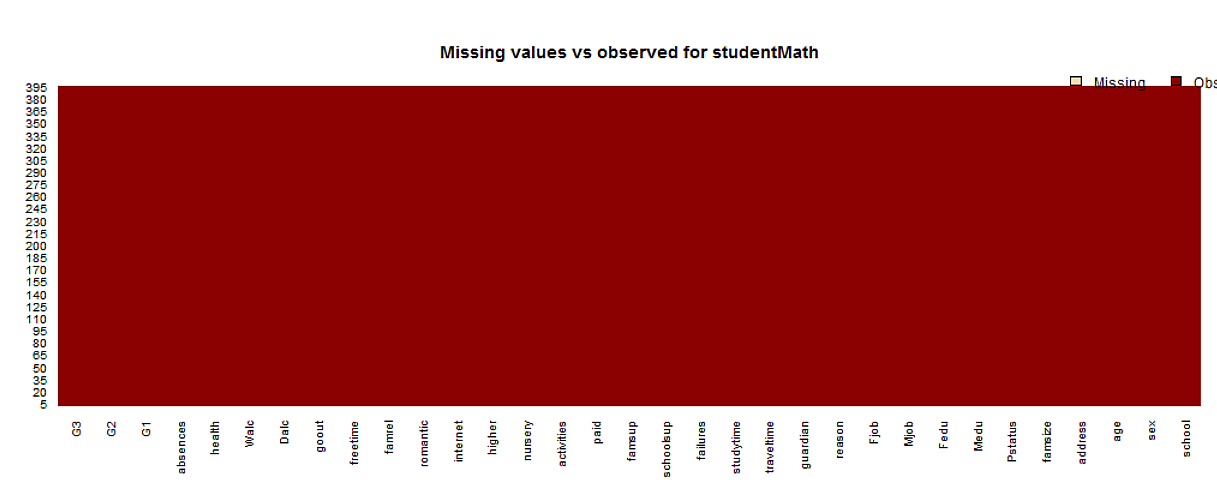 Missing values vs observed for studentMath
Missing
Obs
395
380
365
350
335
320
305
290
275
260
245
230
215
200
185
170
155
140
125
110
95
80
65
50
35
20
5
G3
G2
G1
absences
health
Walc
Dalc
goout
freetime
famrel
romantic
internet
higher
nursery
activities
paid
famsup
schoolsup
failures
studytime
traveltime
guardian
reason
Fjob
Mjob
Fedu
Medu
Pstatus
famsize
address
age
sex
school